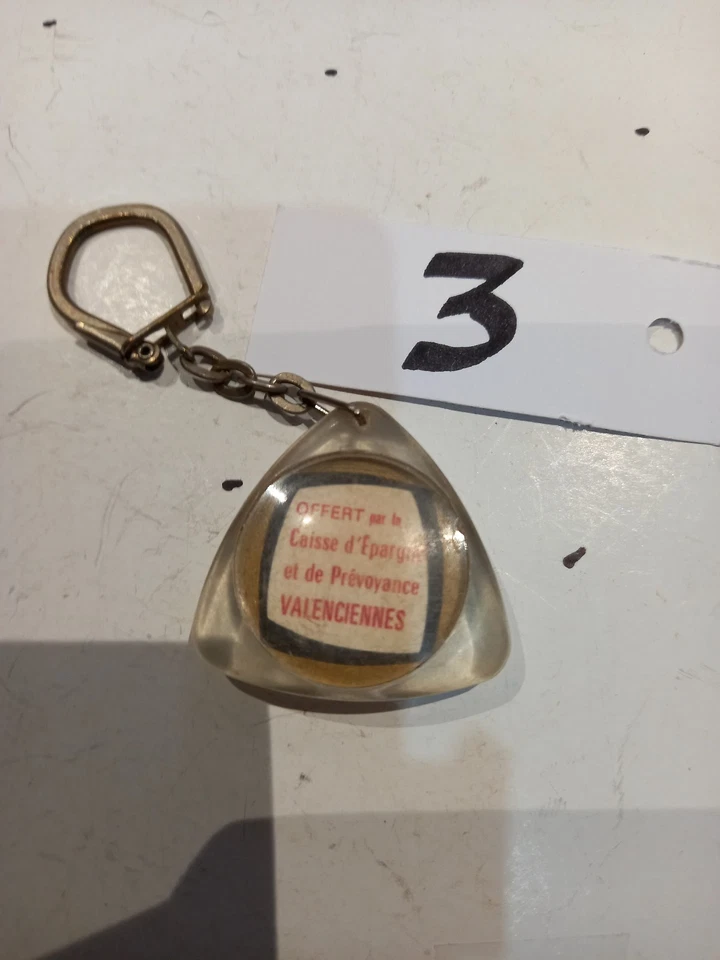 3
OFFERT par la
Caisse d'Epargne
et de Prévoyance
VALENCIENNES